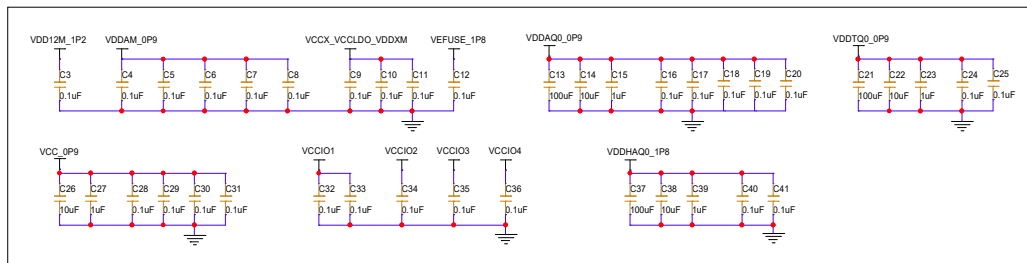 VDD12M_1P2 VDDAM_0P9 VCCX_VCCLDO_VDDXM VEFUSE_1P8 VDDAQ0_0P9 VDDTQ0_0P9
C3 C4 C5 C6 C7 C8 C9 C10 C11 C12 C13 C14 C15 C16 C17 C18 C19 C20 C21 C22 C23 C24 C25
0.1uF 0.1uF 0.1uF 0.1uF 0.1uF 0.1uF 0.1uF 0.1uF 0.1uF 0.1uF 100uF 10uF 1uF 0.1uF 0.1uF 0.1uF 0.1uF 0.1uF 100uF 10uF 1uF 0.1uF 0.1uF
VCC_0P9 VCCIO1 VCCIO2 VCCIO3 VCCIO4 VDDHAQ0_1P8
C26 C27 C28 C29 C30 C31 C32 C33 C34 C35 C36 C37 C38 C39 C40 C41
10uF 1uF 0.1uF 0.1uF 0.1uF 0.1uF 0.1uF 0.1uF 0.1uF 0.1uF 0.1uF 100uF 10uF 1uF 0.1uF 0.1uF